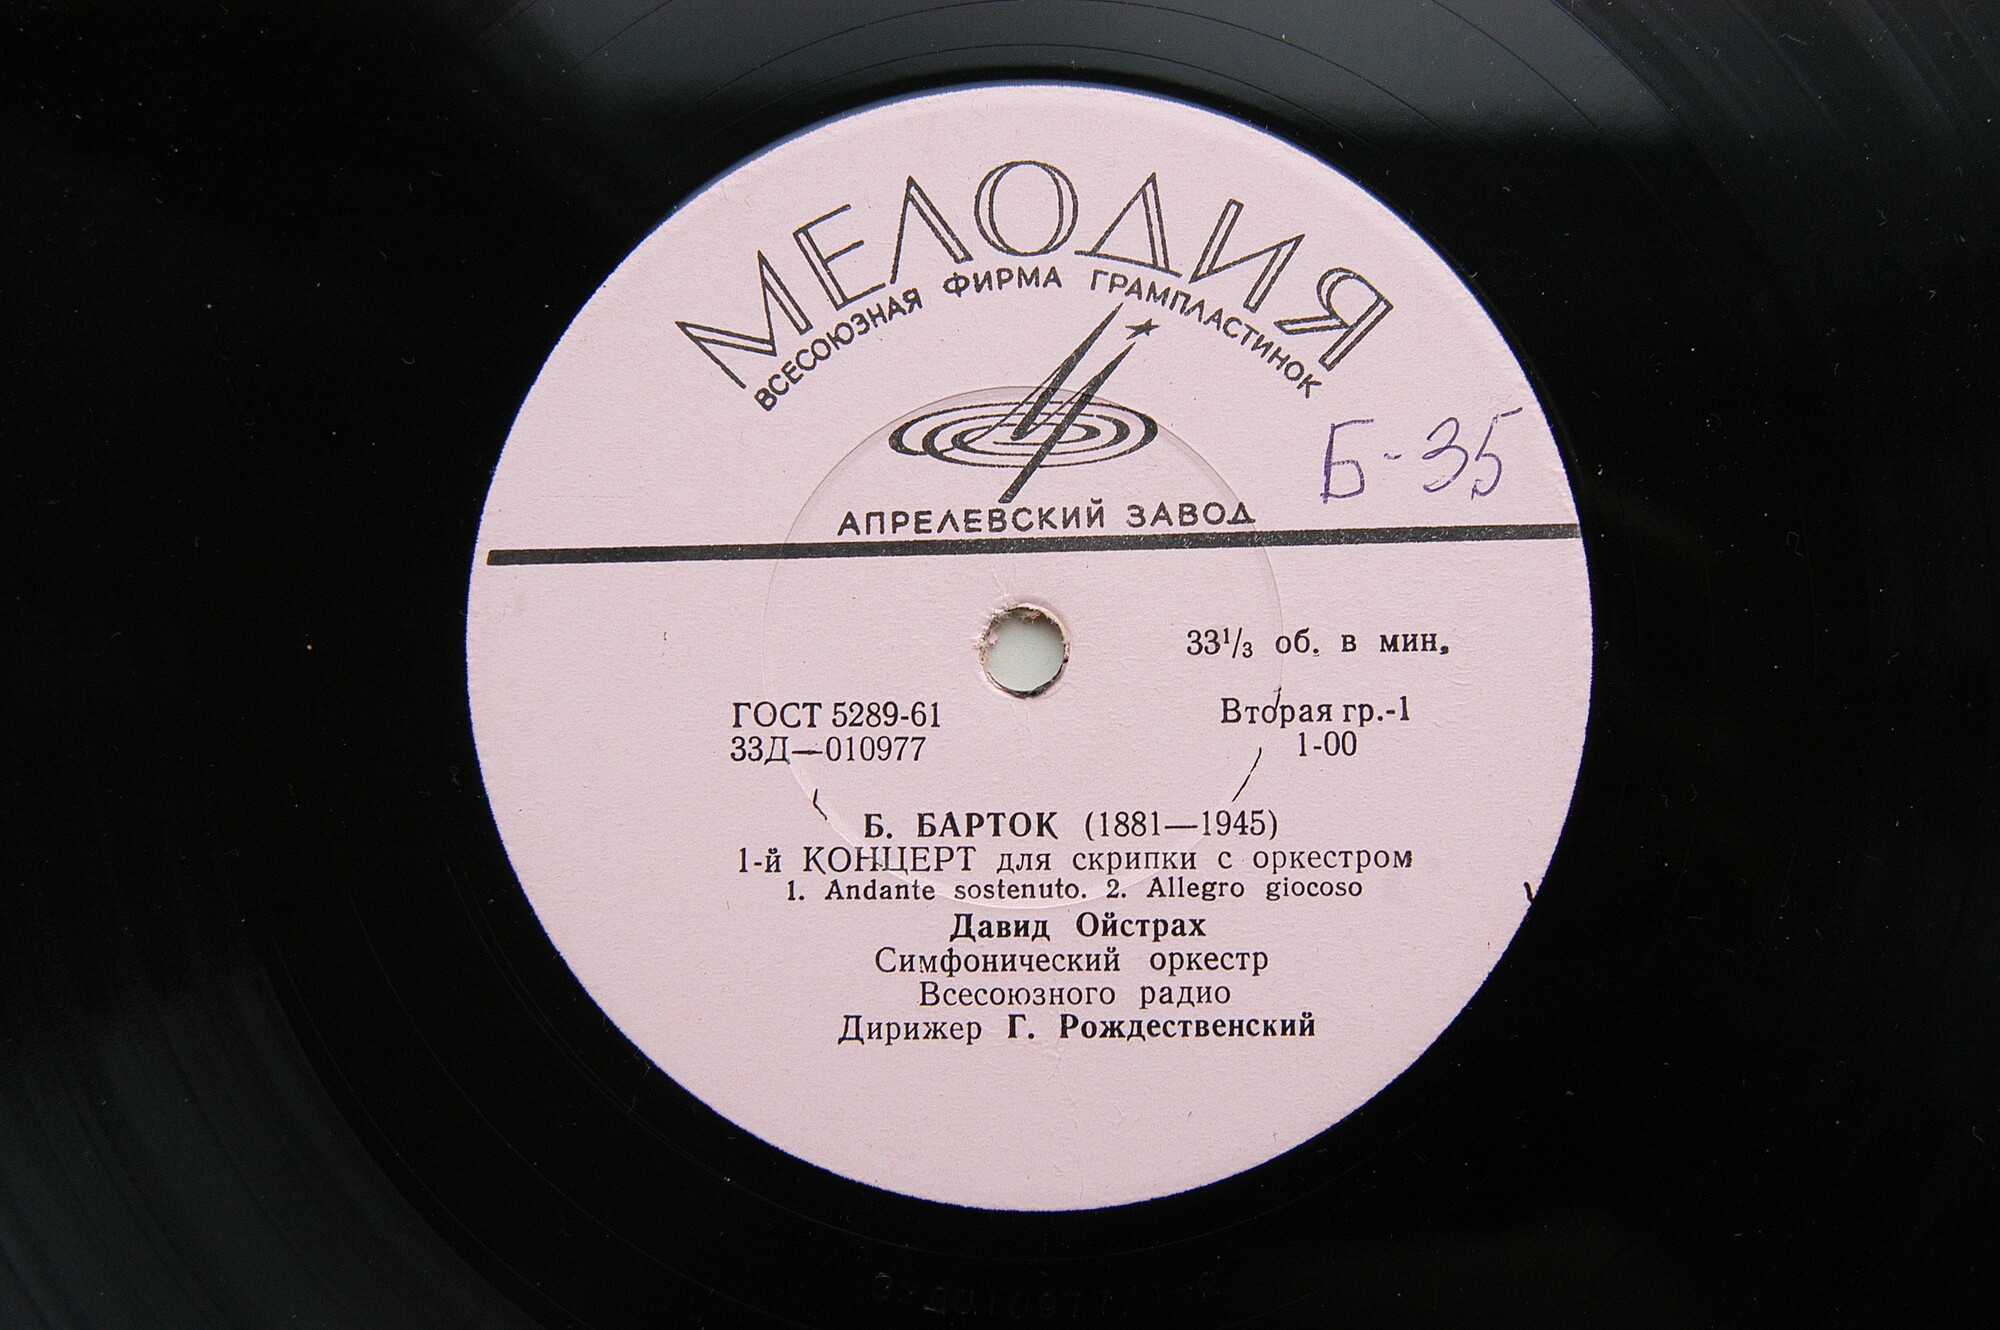 МЕЛОДИЯ
ВСЕСОЮЗНАЯ ФИРМА ГРАМПЛАСТИНОК
Б-35
АПРЕЛЕВСКИЙ ЗАВОД
33¹/₃ об. в мин.
ГОСТ 5289-61
Вторая гр.-1
33Д—010977
1-00
Б. БАРТОК (1881—1945)
1-й КОНЦЕРТ для скрипки с оркестром
1. Andante sostenuto. 2. Allegro giocoso
Давид Ойстрах
Симфонический оркестр
Всесоюзного радио
Дирижер Г. Рождественский